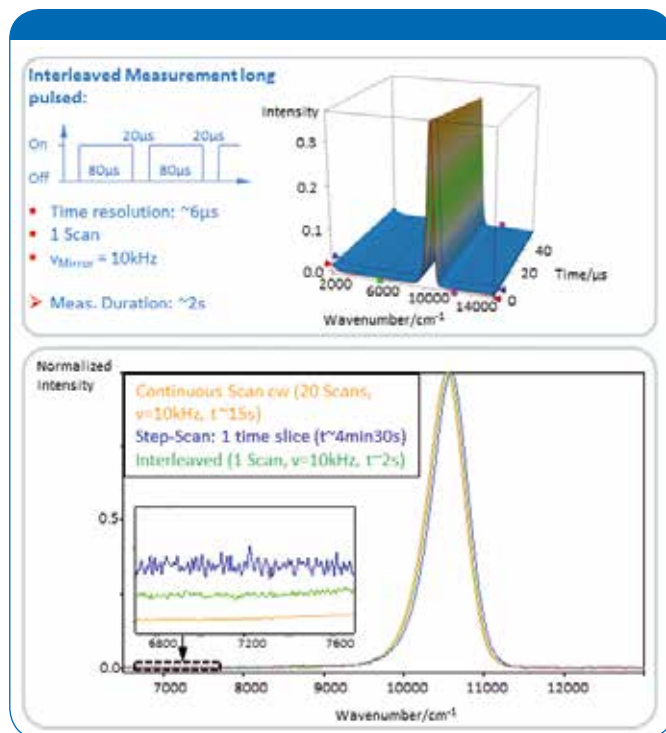 Interleaved Measurement long
pulsed:
On
Off
20µs
20µs
80µs
80µs
Time resolution: ~6µs
1 Scan
vMirror = 10kHz
Meas. Duration: ~2s
Intensity
0.3
0.2
0.1
0.0
2000
6000
10000
14000
Wavenumber/cm-1
0
20
40
Time/µs
Normalized
Intensity
Continuous Scan cw (20 Scans,
v=10kHz, t~15s)
Step-Scan: 1 time slice (t~4min30s)
Interleaved (1 Scan, v=10kHz, t~2s)
0.5
0.0
6800
7200
7600
7000
8000
9000
10000
11000
12000
Wavenumber/cm-1